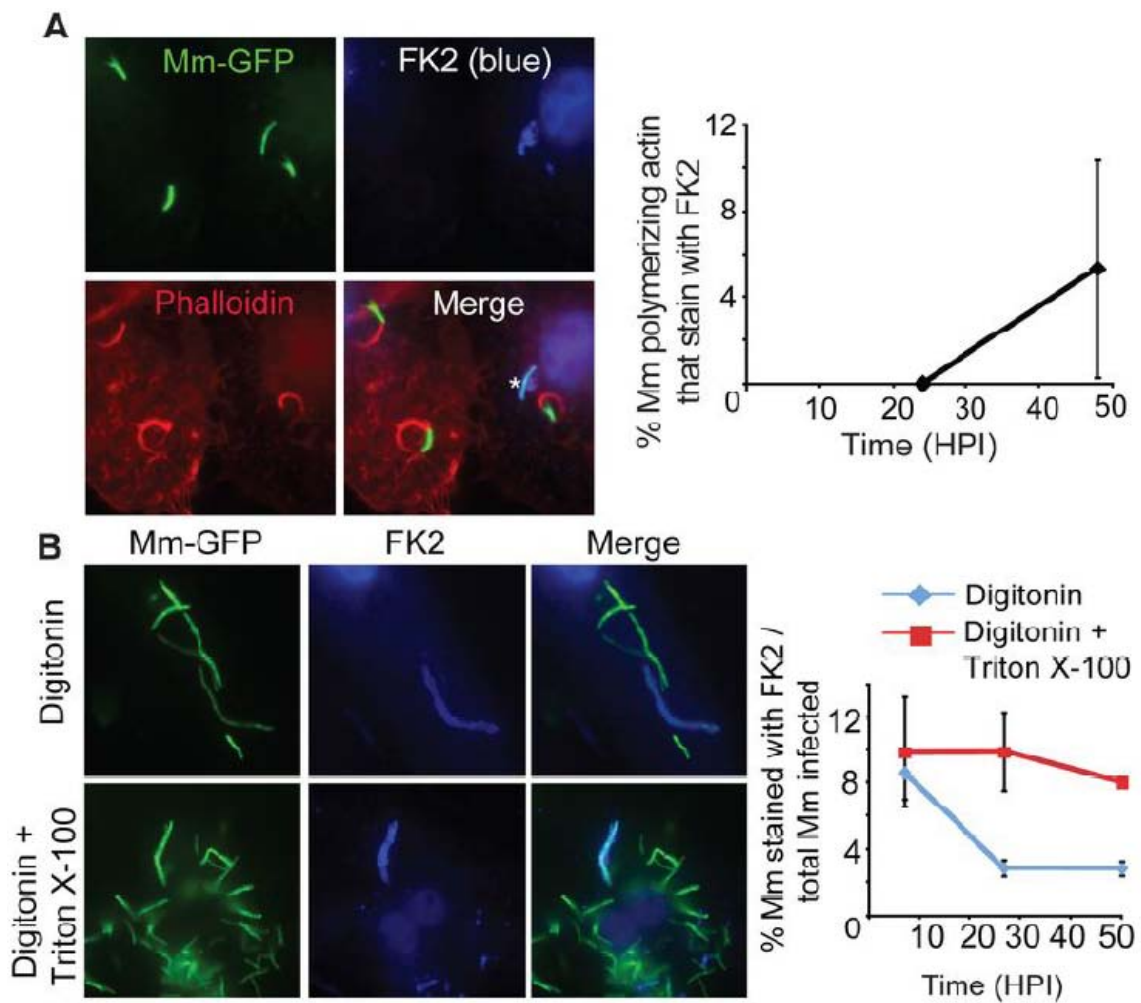 A
Mm-GFP
FK2 (blue)
Phalloidin
Merge
*
% Mm polymerizing actin
that stain with FK2
12
8
4
0
10
20
30
40
50
Time (HPI)
B
Mm-GFP
FK2
Merge
Digitonin
Digitonin +
Triton X-100
Digitonin
Digitonin +
Triton X-100
% Mm stained with FK2 /
total Mm infected
12
8
4
0
10
20
30
40
50
Time (HPI)